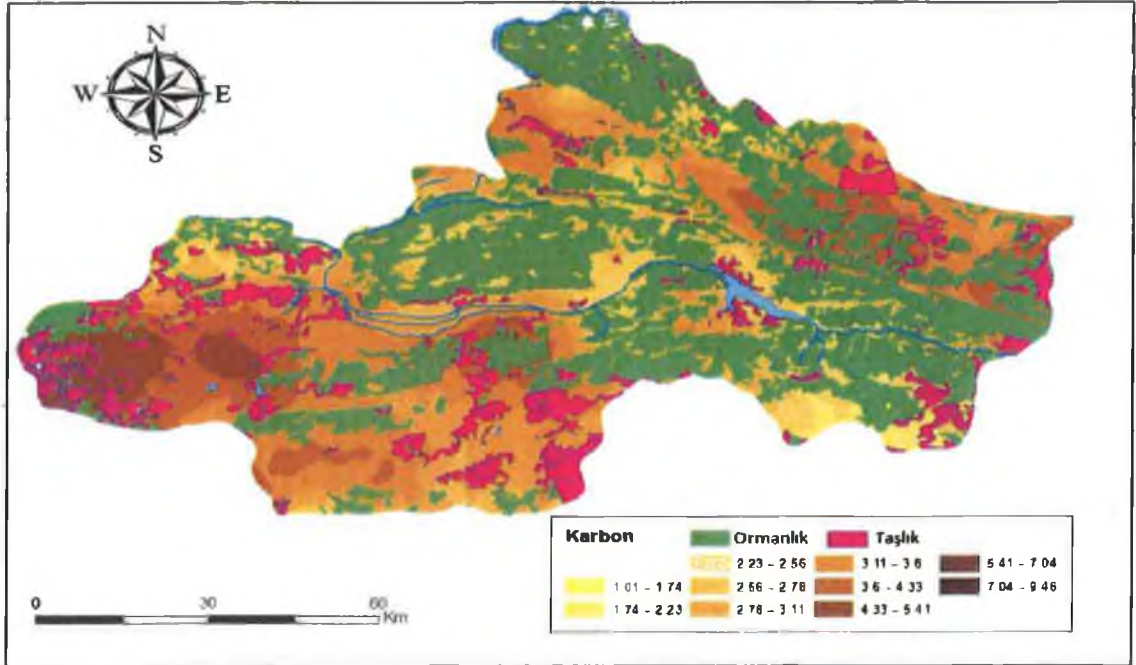 N
W E
S
Karbon Ormanlık Taşlık
2 23 - 2 56 3 11 - 3 6 5 41 - 7 04
1 01 - 1 74 2 56 - 2 78 3 6 - 4 33 7 04 - 9 46
1 74 - 2 23 2 78 - 3 11 4 33 - 5 41
0 30 60
Km